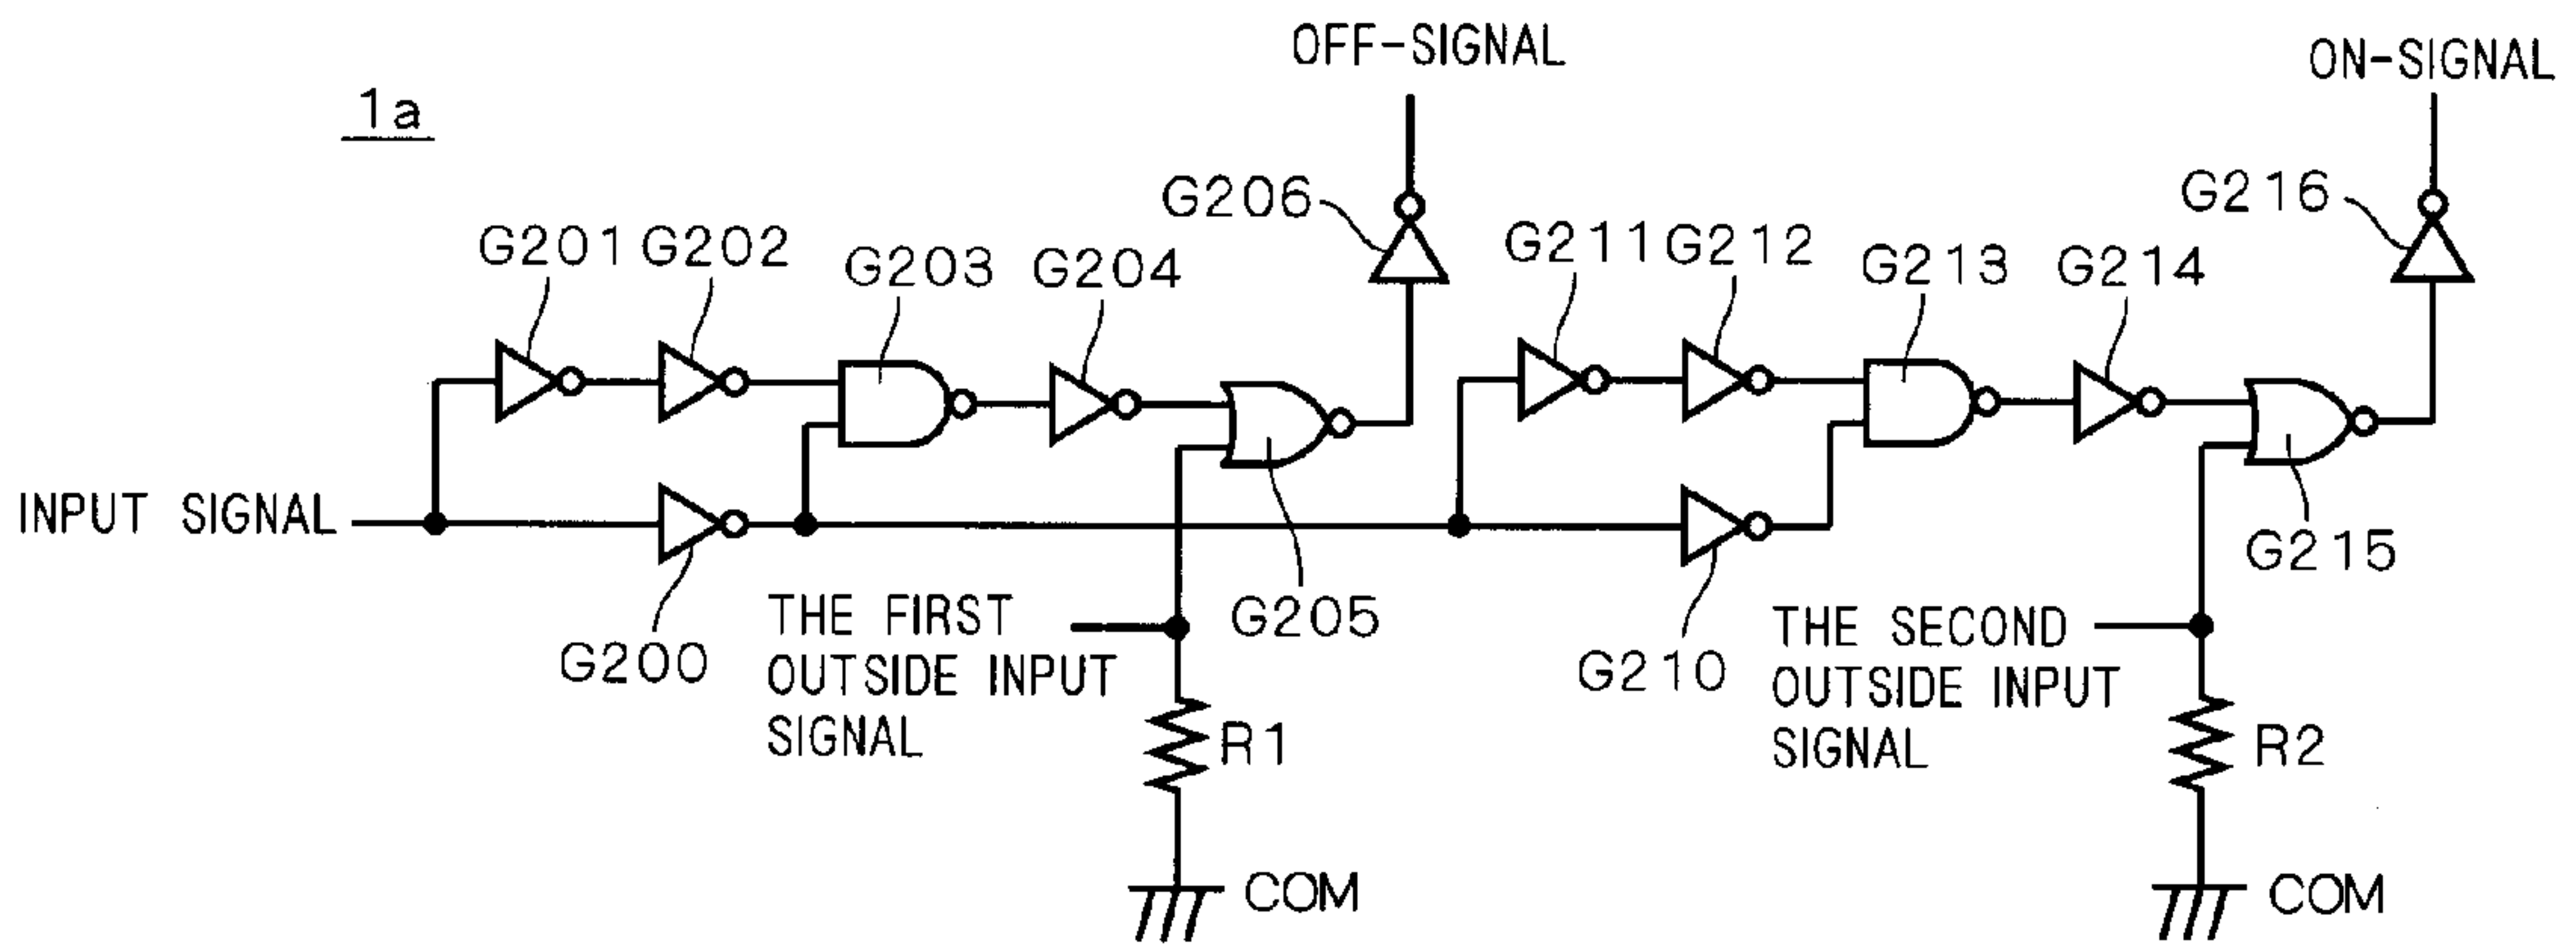 1a
OFF-SIGNAL
ON-SIGNAL
G206
G216
G201
G202
G203
G204
G211
G212
G213
G214
INPUT SIGNAL
G200
THE FIRST
OUTSIDE INPUT
SIGNAL
G205
G210
THE SECOND
OUTSIDE INPUT
SIGNAL
G215
R1
R2
COM
COM